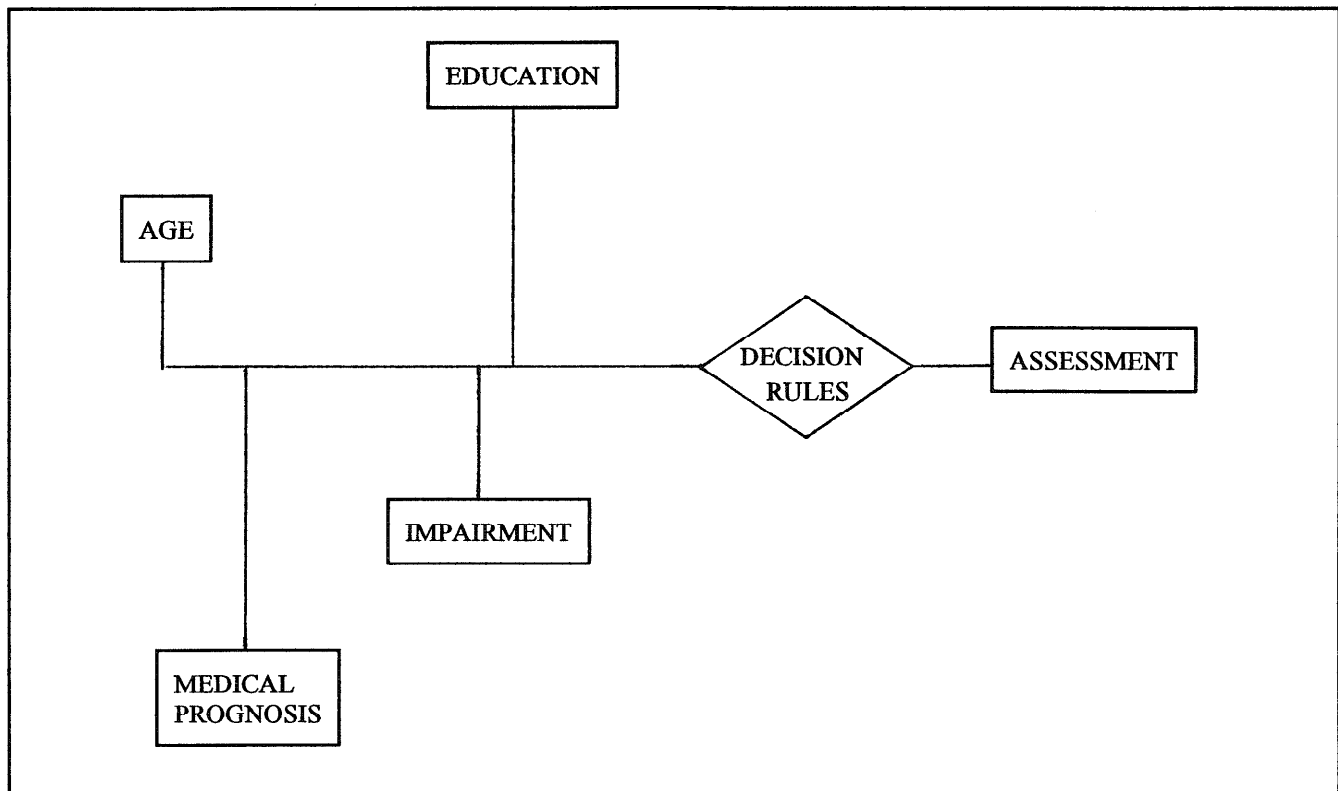 EDUCATION
AGE
DECISION
RULES
ASSESSMENT
IMPAIRMENT
MEDICAL
PROGNOSIS